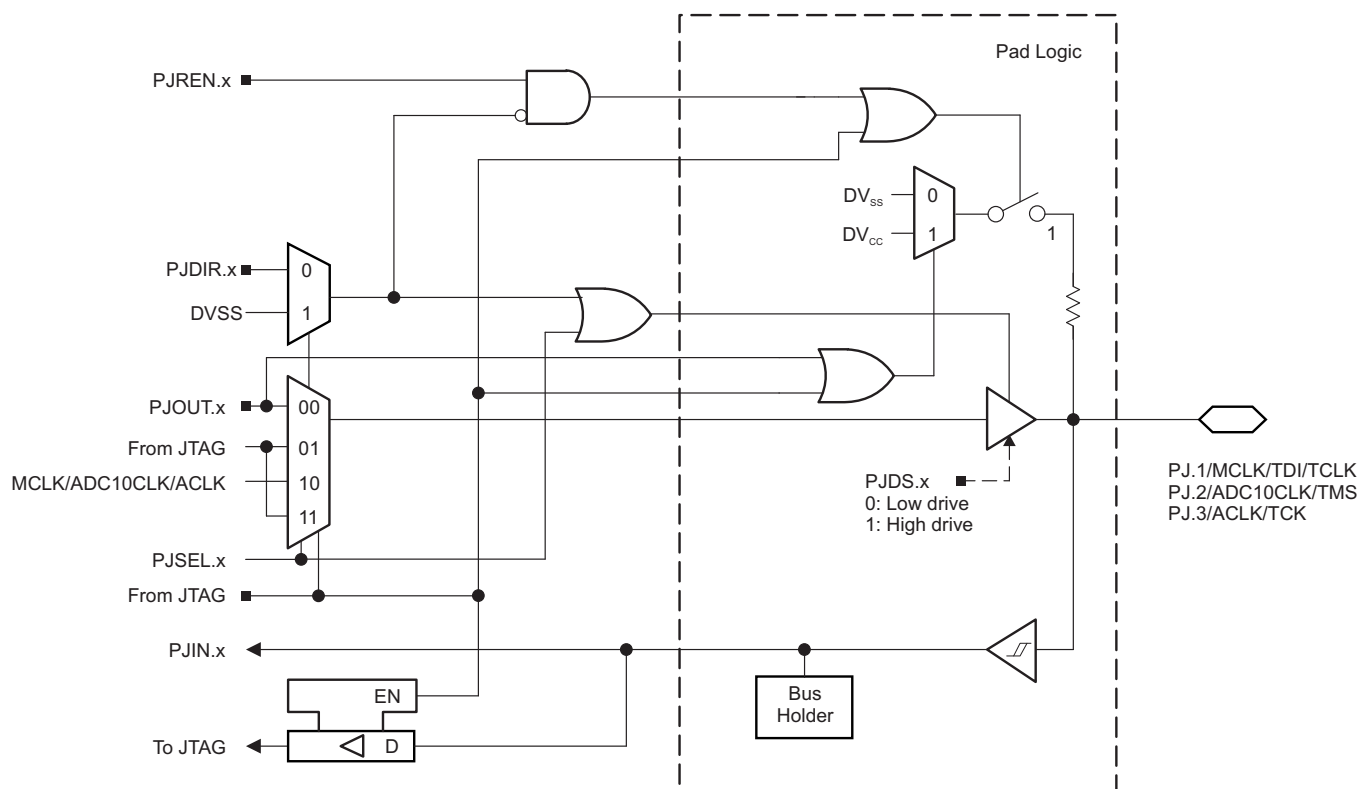 Pad Logic
PJREN.x
DVSS
0
DVCC
1
1
PJDIR.x
0
DVSS
1
PJOUT.x
00
From JTAG
01
MCLK/ADC10CLK/ACLK
10
11
PJDS.x
0: Low drive
1: High drive
PJ.1/MCLK/TDI/TCLK
PJ.2/ADC10CLK/TMS
PJ.3/ACLK/TCK
PJSEL.x
From JTAG
PJIN.x
Bus
Holder
EN
To JTAG
D